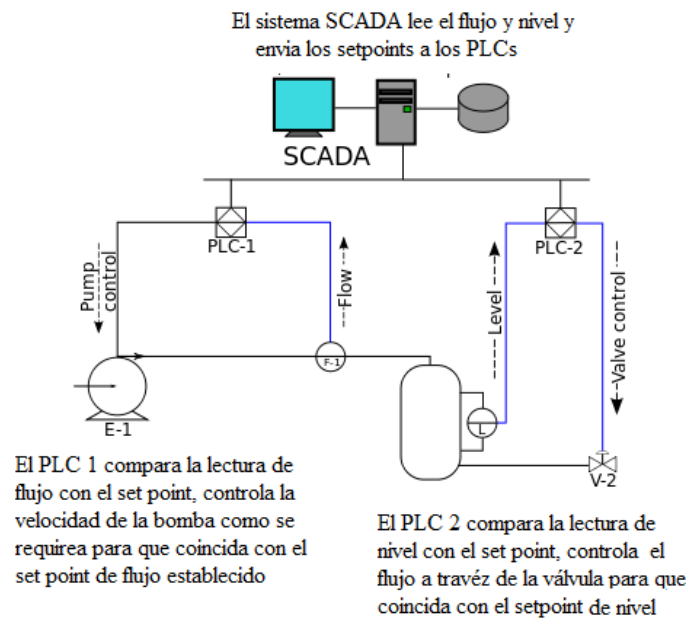 El sistema SCADA lee el flujo y nivel y
envia los setpoints a los PLCs
SCADA
PLC-1
PLC-2
Pump
control
Flow
Level
Valve control
F-1
E-1
L
V-2
El PLC 1 compara la lectura de
flujo con el set point, controla la
velocidad de la bomba como se
requirea para que coincida con el
set point de flujo establecido
El PLC 2 compara la lectura de
nivel con el set point, controla el
flujo a travéz de la válvula para que
coincida con el setpoint de nivel